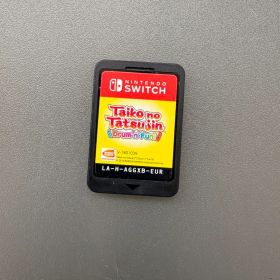 NINTENDO
SWITCH
Taiko no
Tatsujin
Drum'n'Fun!
LA-H-AGGXB-EUR